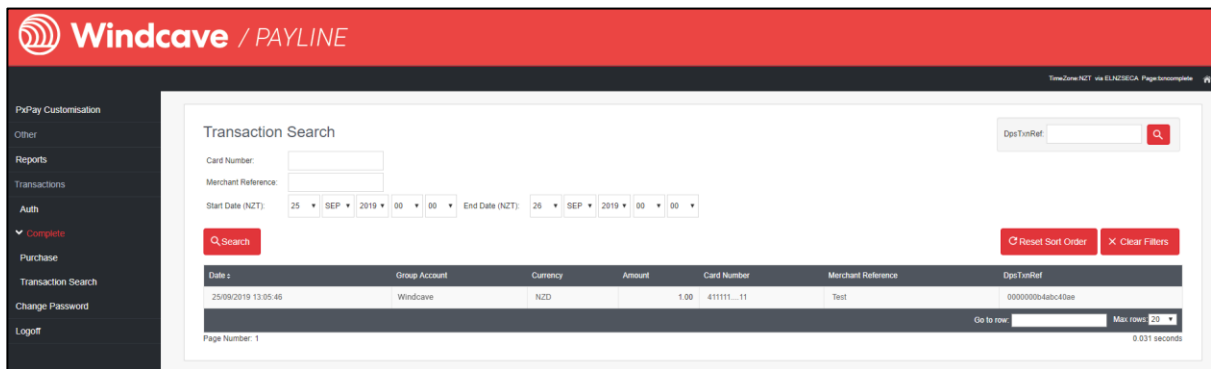 Windcave / PAYLINE
TimeZone:NZT via ELNZSECA Page:txncomplete
PxPay Customisation
Other
Reports
Transactions
Auth
Complete
Purchase
Transaction Search
Change Password
Logoff
Transaction Search
DpsTxnRef:
Card Number:
Merchant Reference:
Start Date (NZT): 25 SEP 2019 00 00 End Date (NZT): 26 SEP 2019 00 00
Search Reset Sort Order Clear Filters
Date Group Account Currency Amount Card Number Merchant Reference DpsTxnRef
25/09/2019 13:05:46 Windcave NZD 1.00 411111....11 Test 0000000b4abc40ae
Go to row: Max rows: 20
Page Number: 1 0.031 seconds